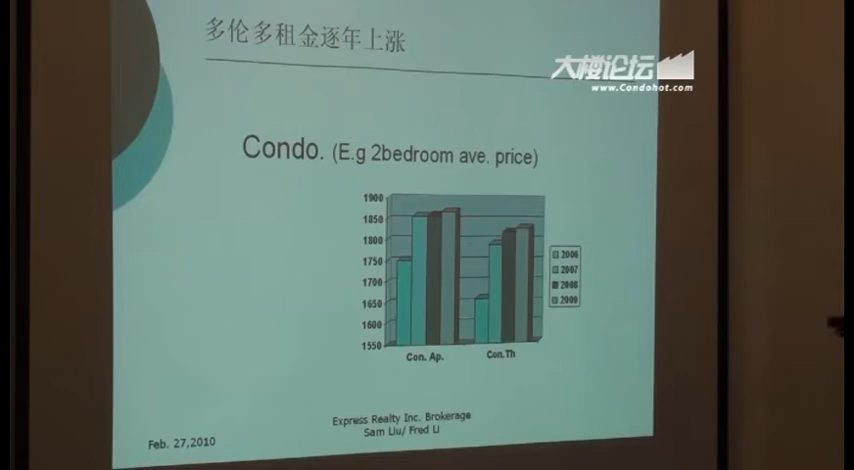 多伦多租金逐年上涨
大楼论坛
www.Condohot.com
Condo. (E.g 2bedroom ave. price)
1900
1850
1800
1750
1700
1650
1600
1550
2006
2007
2008
2009
Con. Ap.
Con.Th
Express Realty Inc. Brokerage
Sam Liu/ Fred Li
Feb. 27,2010